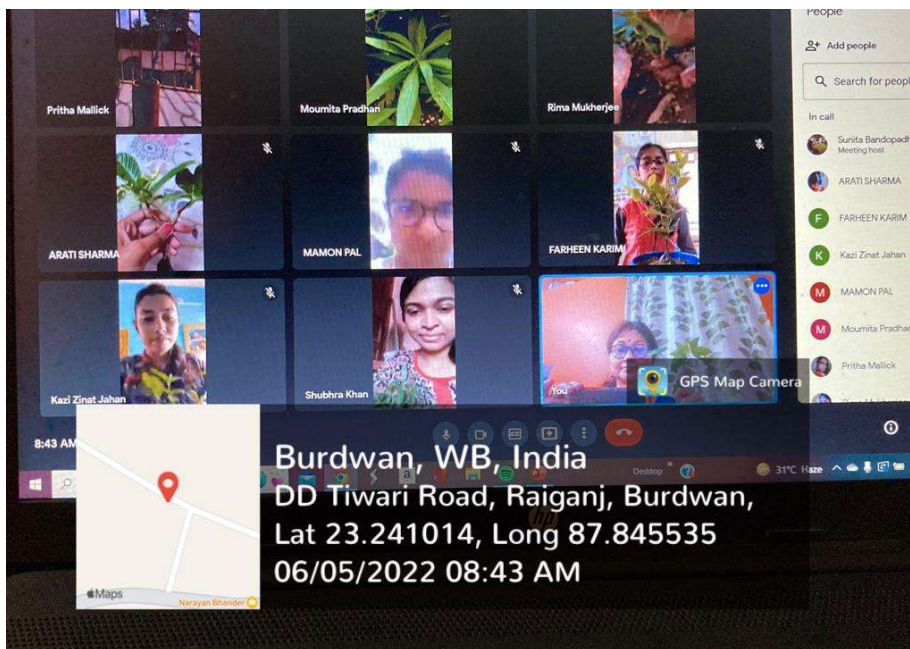 People
Add people
Search for peopl
In call
Sunita Bandopadh
Meeting host
ARATI SHARMA
FARHEEN KARIM
Kazi Zinat Jahan
MAMON PAL
Moumita Pradhan
Pritha Mallick
Pritha Mallick
Moumita Pradhan
Rima Mukherjee
ARATI SHARMA
MAMON PAL
FARHEEN KARIM
Kazi Zinat Jahan
Shubhra Khan
You
GPS Map Camera
8:43 AM
Desktop
31°C Haze
hp
Burdwan, WB, India
DD Tiwari Road, Raiganj, Burdwan,
Lat 23.241014, Long 87.845535
06/05/2022 08:43 AM
Maps
Narayan Bhander